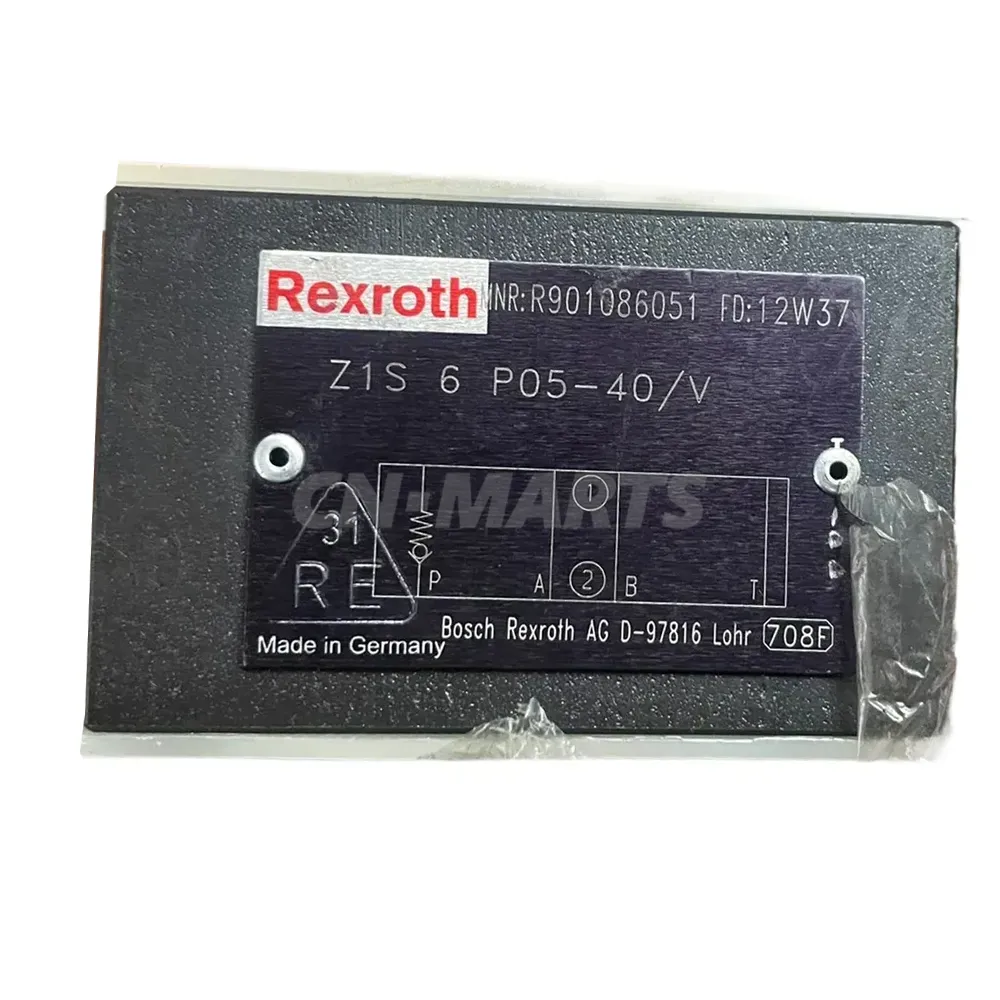 Rexroth MNR:R901086051 FD:12W37
Z1S 6 P05-40/V
CN·MARTS
1
31
RE
P A 2 B T
Made in Germany Bosch Rexroth AG D-97816 Lohr 708F